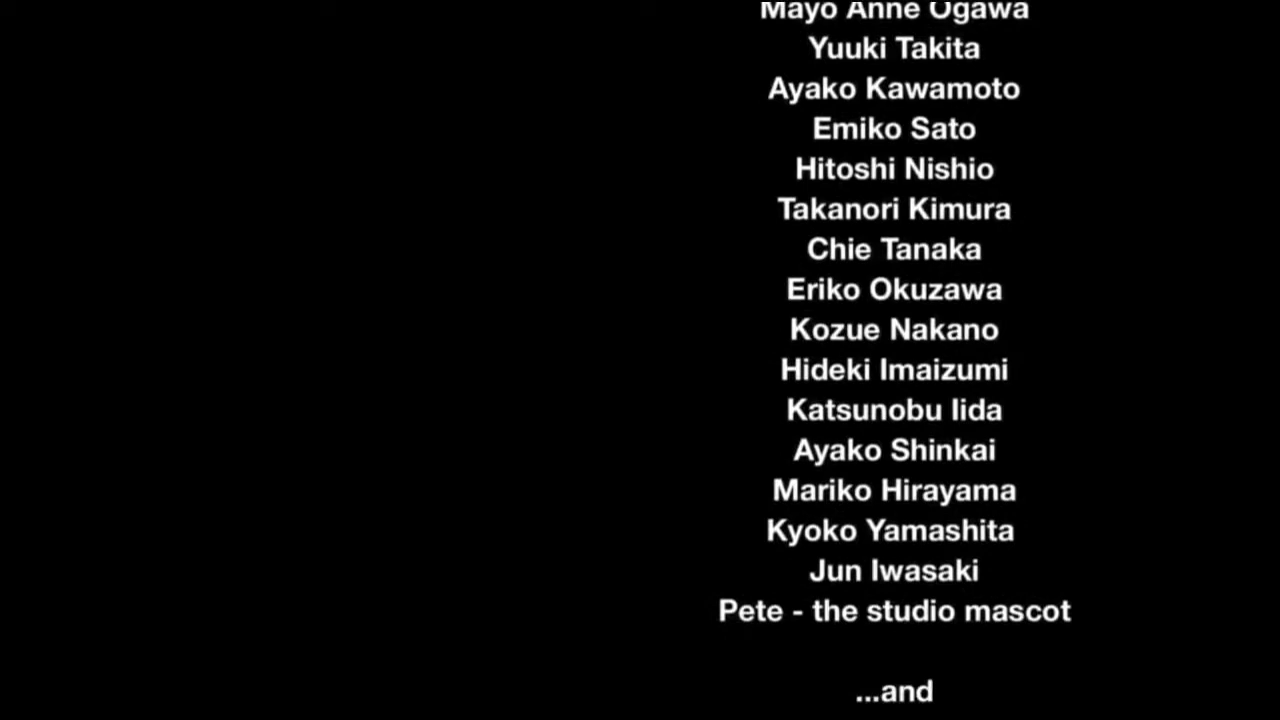 Mayo Anne Ogawa
Yuuki Takita
Ayako Kawamoto
Emiko Sato
Hitoshi Nishio
Takanori Kimura
Chie Tanaka
Eriko Okuzawa
Kozue Nakano
Hideki Imaizumi
Katsunobu Iida
Ayako Shinkai
Mariko Hirayama
Kyoko Yamashita
Jun Iwasaki
Pete - the studio mascot
...and